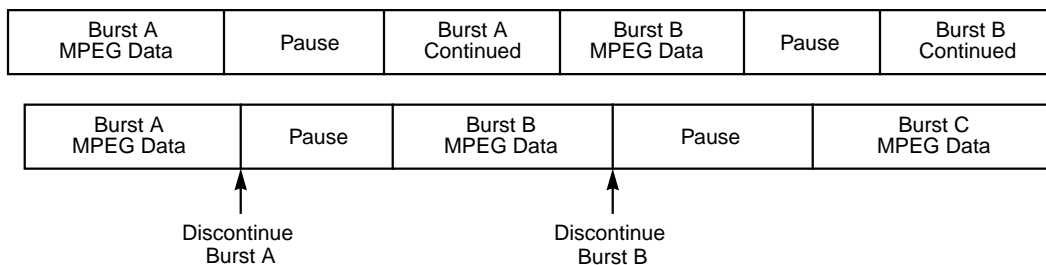 Burst A
MPEG Data
Pause
Burst A
Continued
Burst B
MPEG Data
Pause
Burst B
Continued
Burst A
MPEG Data
Pause
Burst B
MPEG Data
Pause
Burst C
MPEG Data
Discontinue
Burst A
Discontinue
Burst B